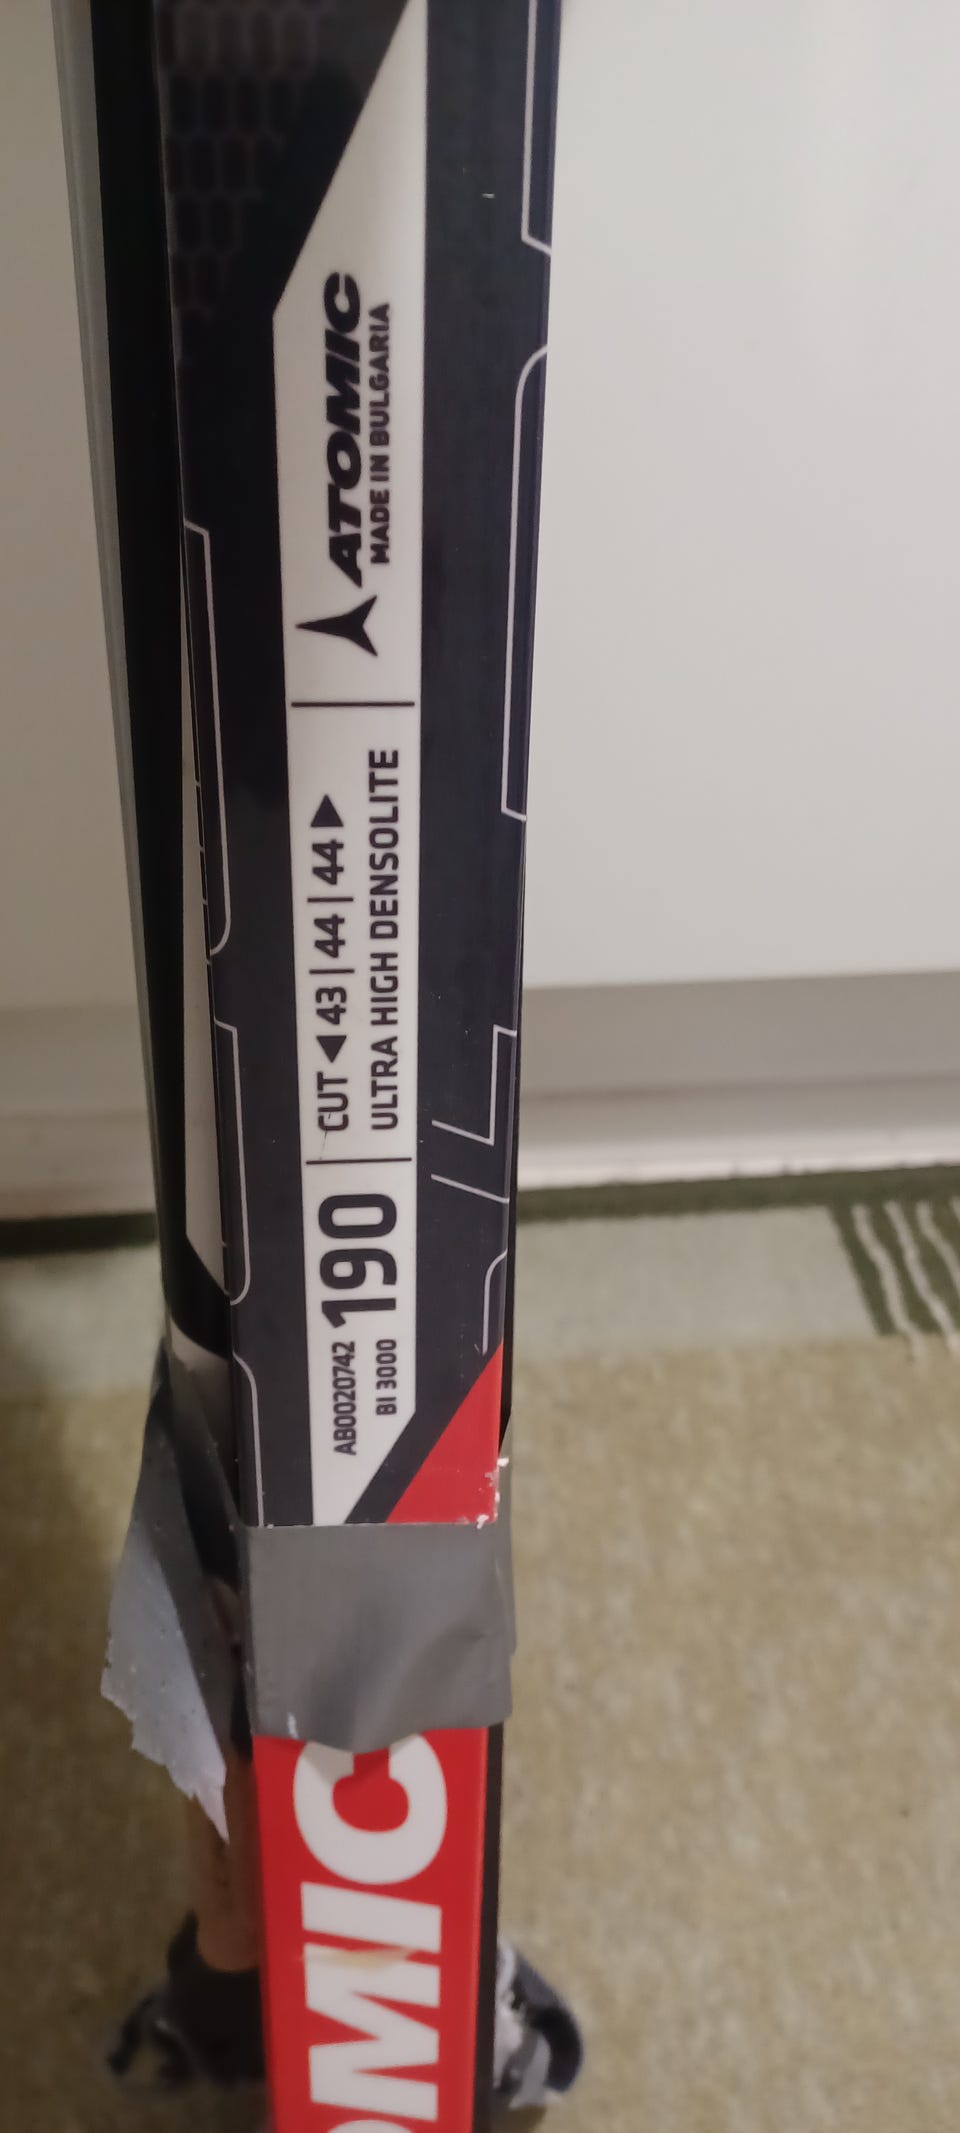 AB0020742
BI 3000
190
CUT ◀ 43 | 44 | 44 ▶
ULTRA HIGH DENSOLITE
ATOMIC
MADE IN BULGARIA
OMIC